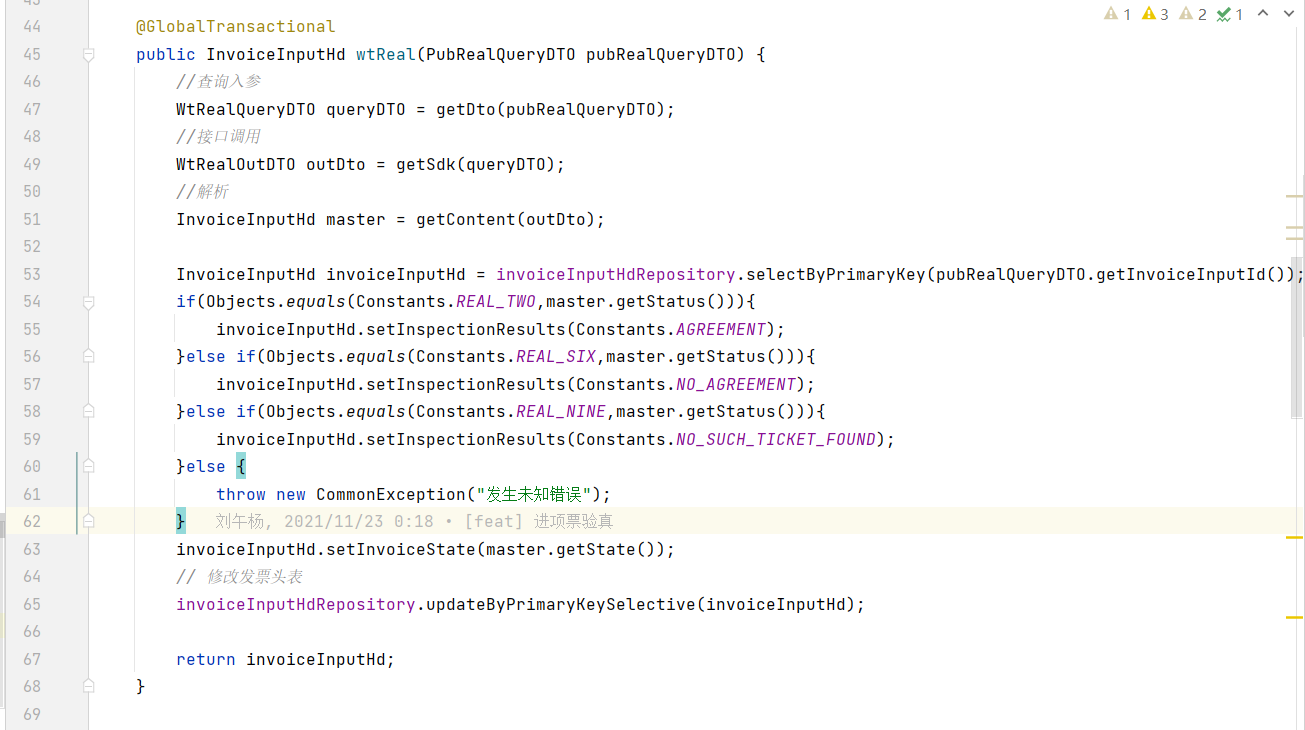 43
1 3 2 1
44 @GlobalTransactional
45 public InvoiceInputHd wtReal(PubRealQueryDTO pubRealQueryDTO) {
46 //查询入参
47 WtRealQueryDTO queryDTO = getDto(pubRealQueryDTO);
48 //接口调用
49 WtRealOutDTO outDto = getSdk(queryDTO);
50 //解析
51 InvoiceInputHd master = getContent(outDto);
52
53 InvoiceInputHd invoiceInputHd = invoiceInputHdRepository.selectByPrimaryKey(pubRealQueryDTO.getInvoiceInputId());
54 if(Objects.equals(Constants.REAL_TWO,master.getStatus())){
55 invoiceInputHd.setInspectionResults(Constants.AGREEMENT);
56 }else if(Objects.equals(Constants.REAL_SIX,master.getStatus())){
57 invoiceInputHd.setInspectionResults(Constants.NO_AGREEMENT);
58 }else if(Objects.equals(Constants.REAL_NINE,master.getStatus())){
59 invoiceInputHd.setInspectionResults(Constants.NO_SUCH_TICKET_FOUND);
60 }else {
61 throw new CommonException("发生未知错误");
62 } 刘午杨, 2021/11/23 0:18 • [feat] 进项票验真
63 invoiceInputHd.setInvoiceState(master.getState());
64 // 修改发票头表
65 invoiceInputHdRepository.updateByPrimaryKeySelective(invoiceInputHd);
66
67 return invoiceInputHd;
68 }
69